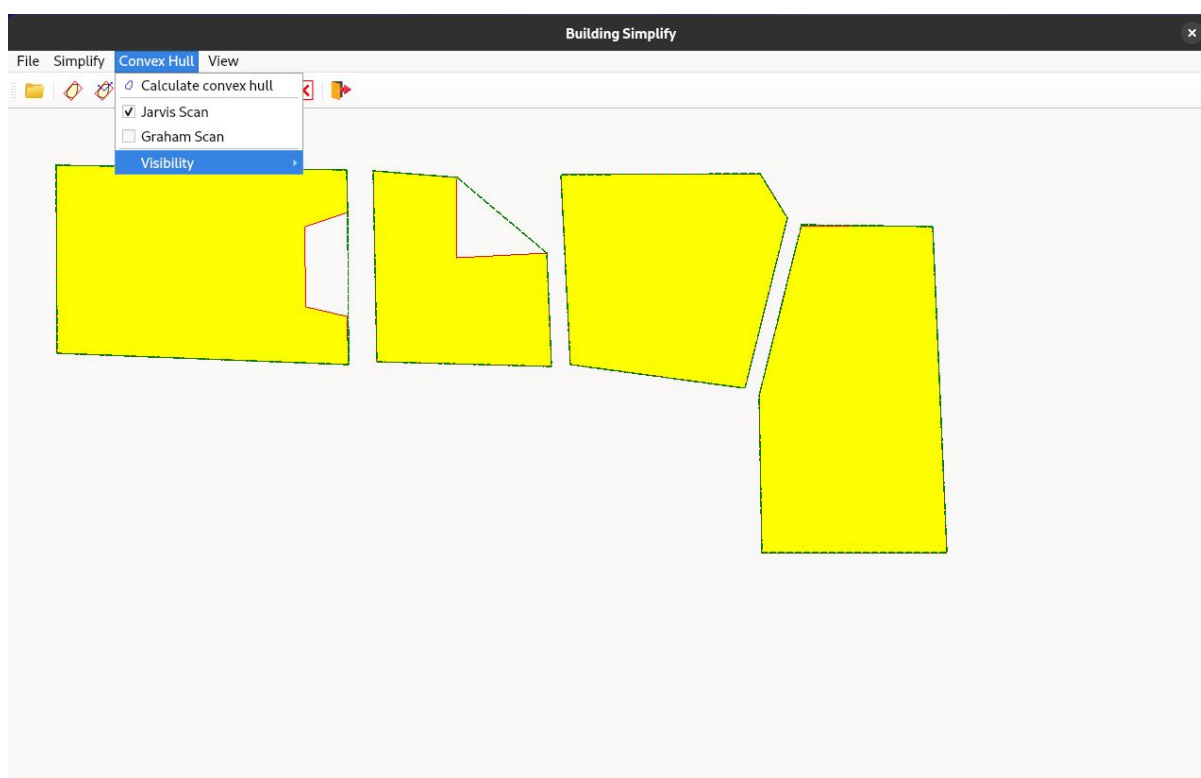 Building Simplify
File Simplify Convex Hull View
Calculate convex hull
Jarvis Scan
Graham Scan
Visibility